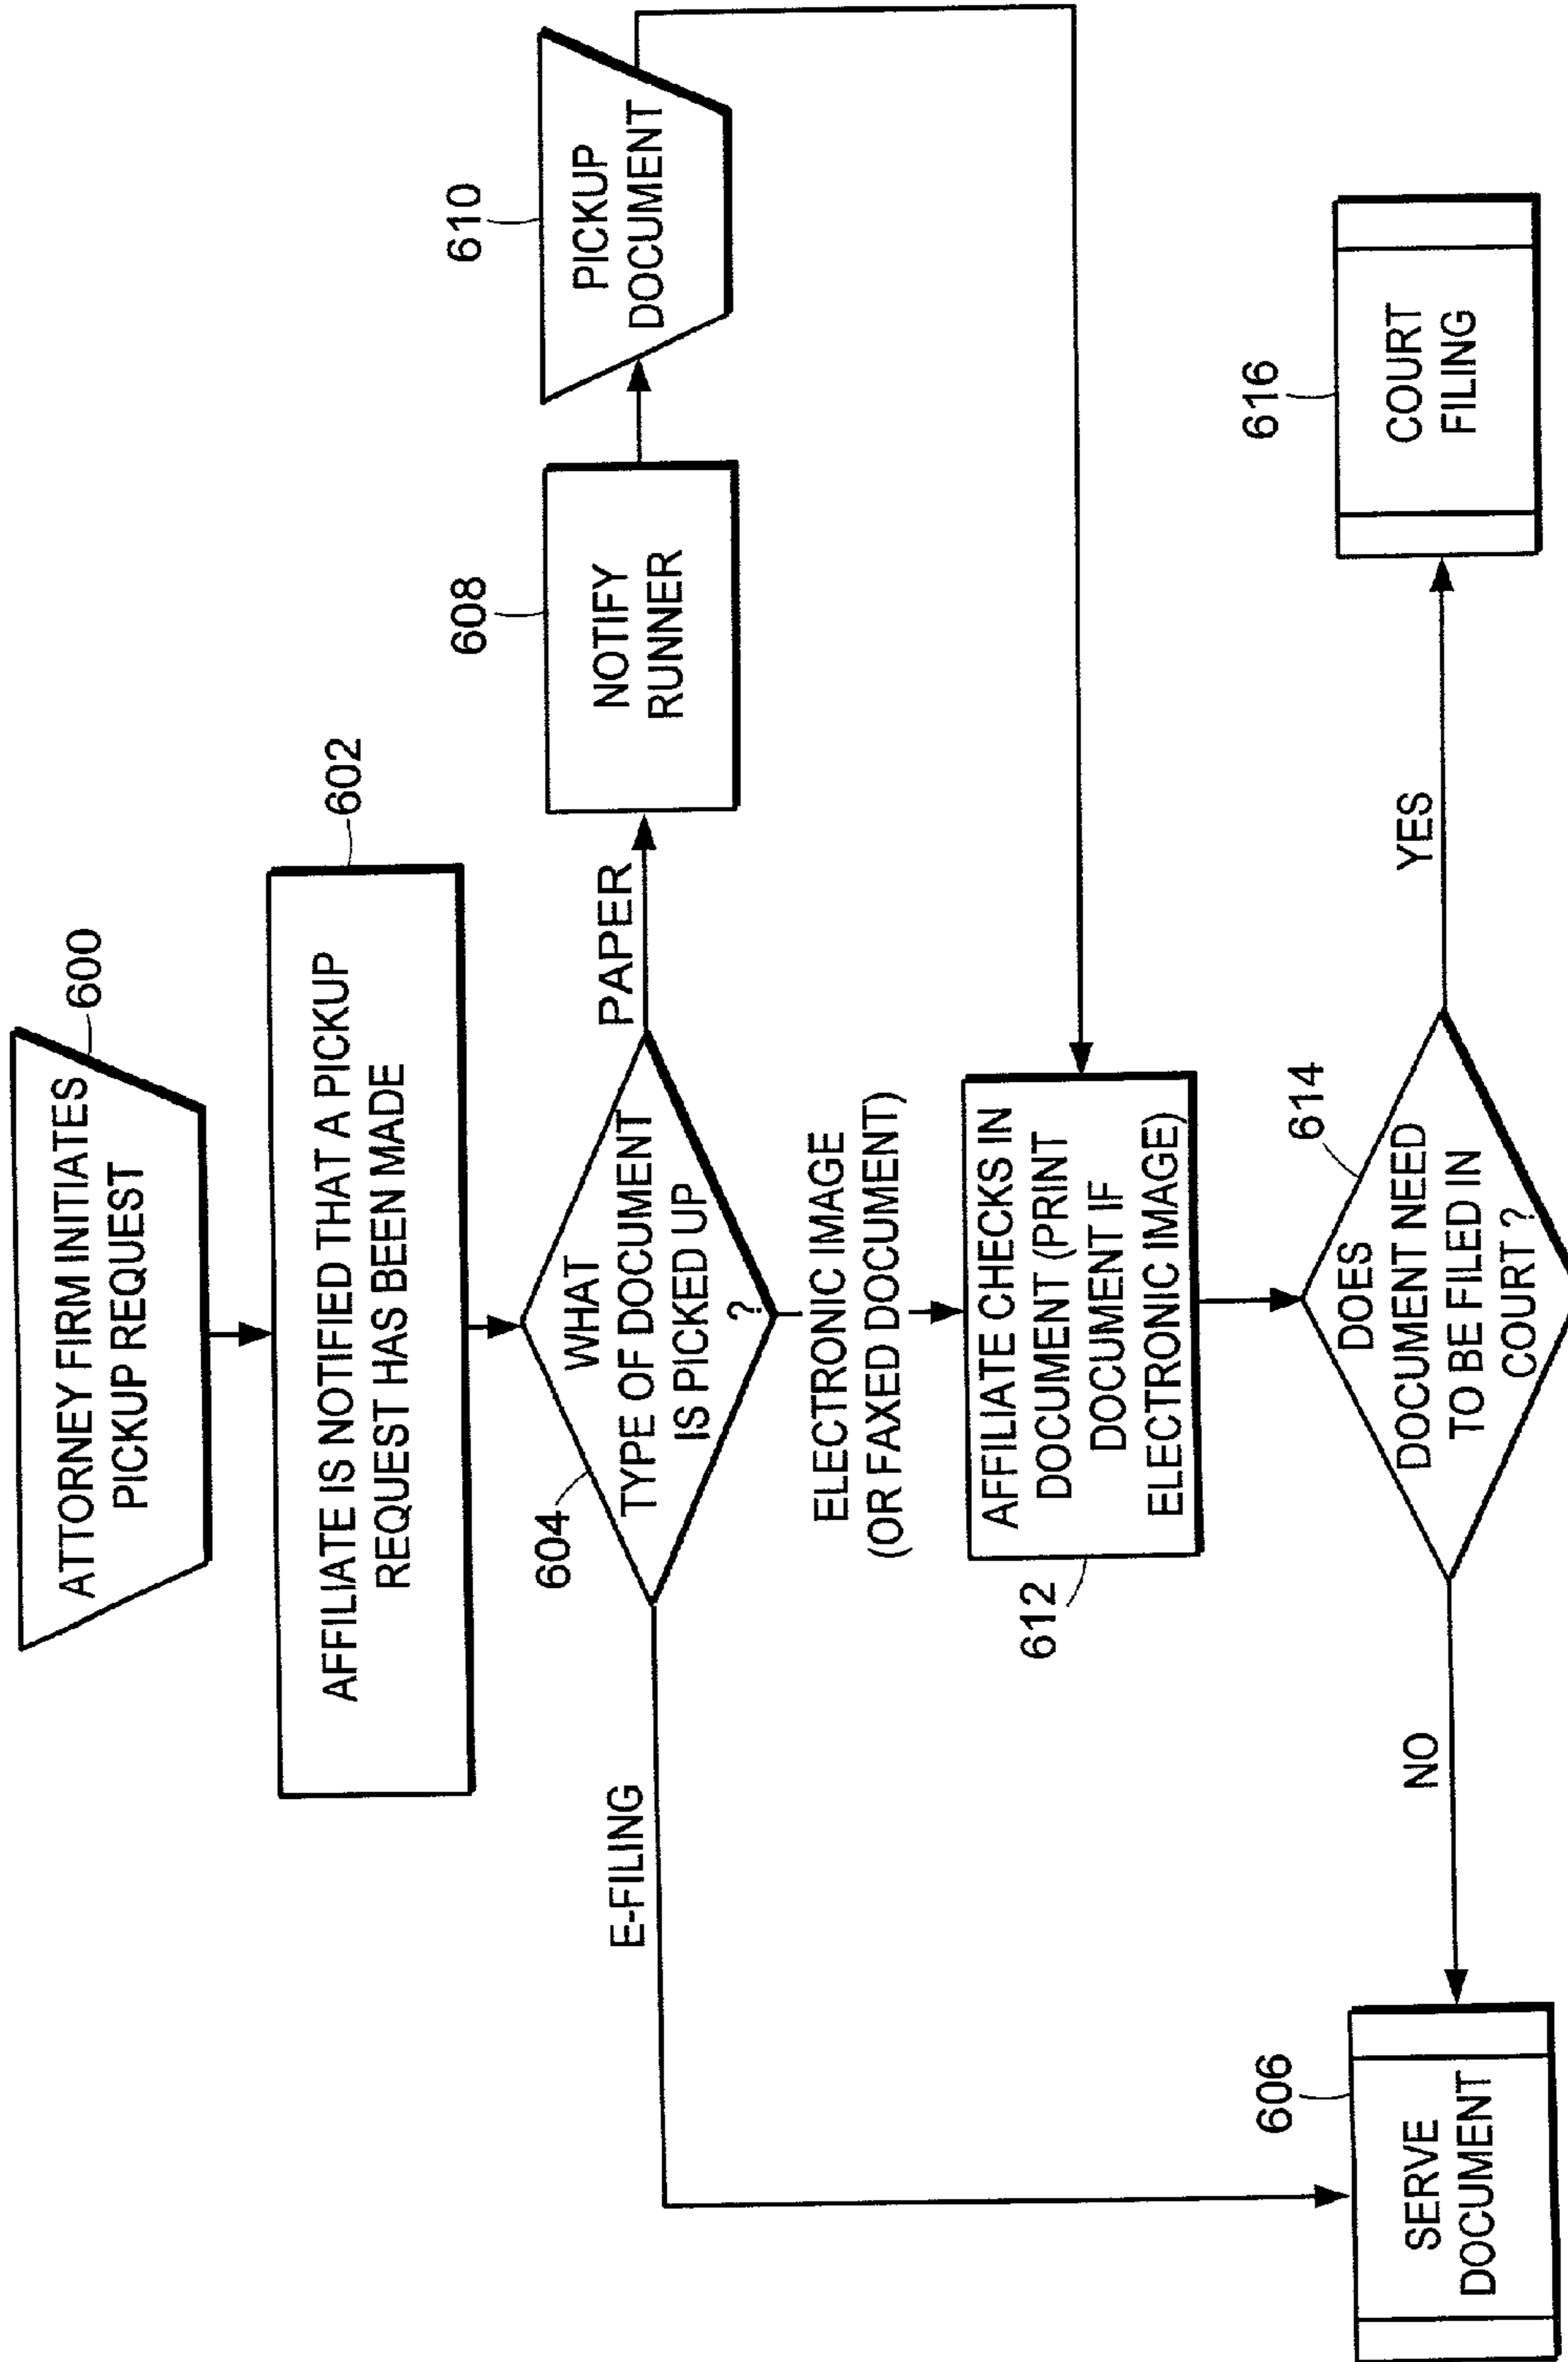 ATTORNEY FIRM INITIATES
PICKUP REQUEST
600
AFFILIATE IS NOTIFIED THAT A PICKUP
REQUEST HAS BEEN MADE
602
WHAT
TYPE OF DOCUMENT
IS PICKED UP
?
604
E-FILING
PAPER
NOTIFY
RUNNER
608
PICKUP
DOCUMENT
610
ELECTRONIC IMAGE
(OR FAXED DOCUMENT)
AFFILIATE CHECKS IN
DOCUMENT (PRINT
DOCUMENT IF
ELECTRONIC IMAGE)
612
DOES
DOCUMENT NEED
TO BE FILED IN
COURT ?
614
NO
YES
SERVE
DOCUMENT
606
COURT
FILING
616